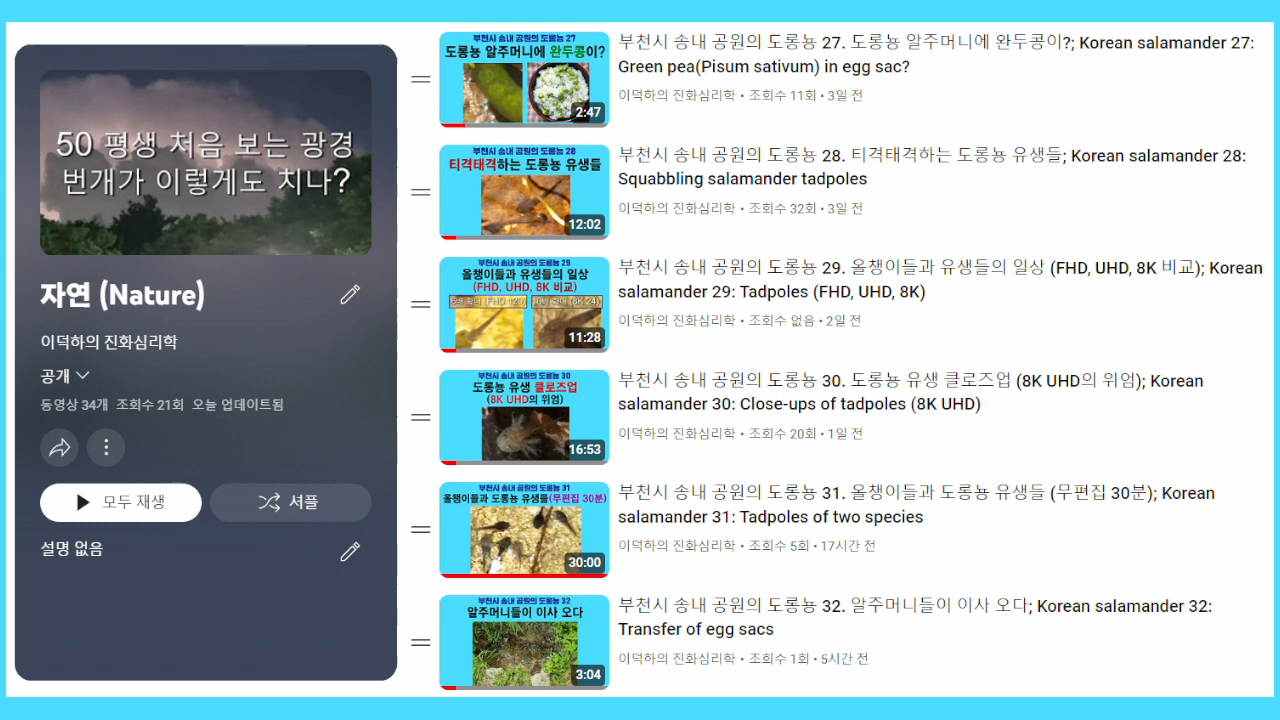 50 평생 처음 보는 광경
번개가 이렇게도 치나?
자연 (Nature)
이덕하의 진화심리학
공개
동영상 34개 조회수 21회 오늘 업데이트됨
모두 재생
셔플
설명 없음
부천시 송내 공원의 도롱뇽 27
도롱뇽 알주머니에 완두콩이?
2:47
부천시 송내 공원의 도롱뇽 27. 도롱뇽 알주머니에 완두콩이?; Korean salamander 27:
Green pea(Pisum sativum) in egg sac?
이덕하의 진화심리학 • 조회수 11회 • 3일 전
부천시 송내 공원의 도롱뇽 28
티격태격하는 도롱뇽 유생들
12:02
부천시 송내 공원의 도롱뇽 28. 티격태격하는 도롱뇽 유생들; Korean salamander 28:
Squabbling salamander tadpoles
이덕하의 진화심리학 • 조회수 32회 • 3일 전
부천시 송내 공원의 도롱뇽 29
올챙이들과 유생들의 일상
(FHD, UHD, 8K 비교)
11:28
부천시 송내 공원의 도롱뇽 29. 올챙이들과 유생들의 일상 (FHD, UHD, 8K 비교); Korean
salamander 29: Tadpoles (FHD, UHD, 8K)
이덕하의 진화심리학 • 조회수 없음 • 2일 전
부천시 송내 공원의 도롱뇽 30
도롱뇽 유생 클로즈업
(8K UHD의 위엄)
16:53
부천시 송내 공원의 도롱뇽 30. 도롱뇽 유생 클로즈업 (8K UHD의 위엄); Korean
salamander 30: Close-ups of tadpoles (8K UHD)
이덕하의 진화심리학 • 조회수 20회 • 1일 전
부천시 송내 공원의 도롱뇽 31
올챙이들과 도롱뇽 유생들(무편집 30분)
30:00
부천시 송내 공원의 도롱뇽 31. 올챙이들과 도롱뇽 유생들 (무편집 30분); Korean
salamander 31: Tadpoles of two species
이덕하의 진화심리학 • 조회수 5회 • 17시간 전
부천시 송내 공원의 도롱뇽 32
알주머니들이 이사 오다
3:04
부천시 송내 공원의 도롱뇽 32. 알주머니들이 이사 오다; Korean salamander 32:
Transfer of egg sacs
이덕하의 진화심리학 • 조회수 1회 • 5시간 전